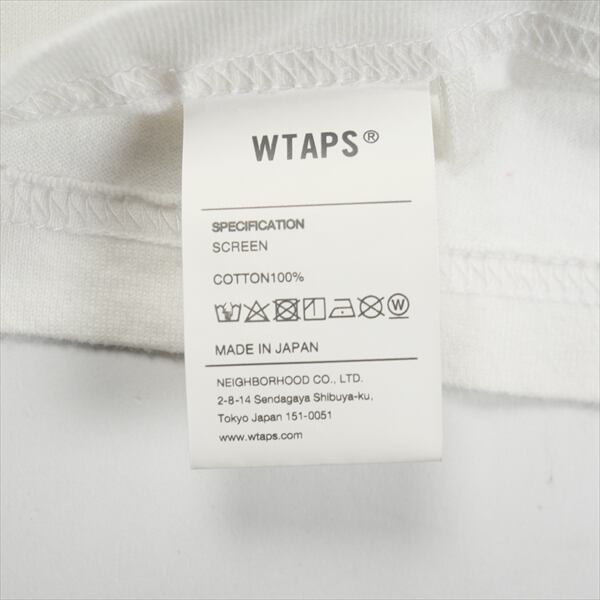 WTAPS®
SPECIFICATION
SCREEN
COTTON100%
W
MADE IN JAPAN
NEIGHBORHOOD CO., LTD.
2-8-14 Sendagaya Shibuya-ku,
Tokyo Japan 151-0051
www.wtaps.com